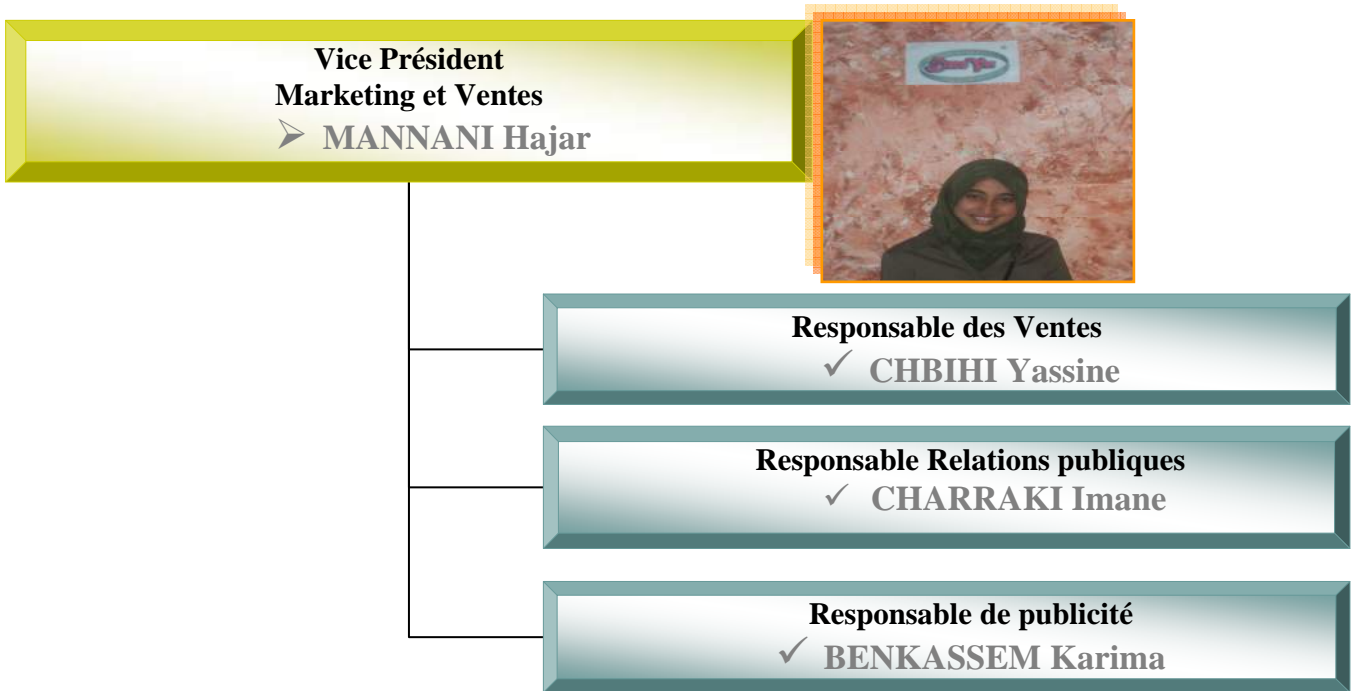 Vice Président
Marketing et Ventes
➢ MANNANI Hajar
Responsable des Ventes
✓ CHBIHI Yassine
Responsable Relations publiques
✓ CHARRAKI Imane
Responsable de publicité
✓ BENKASSEM Karima